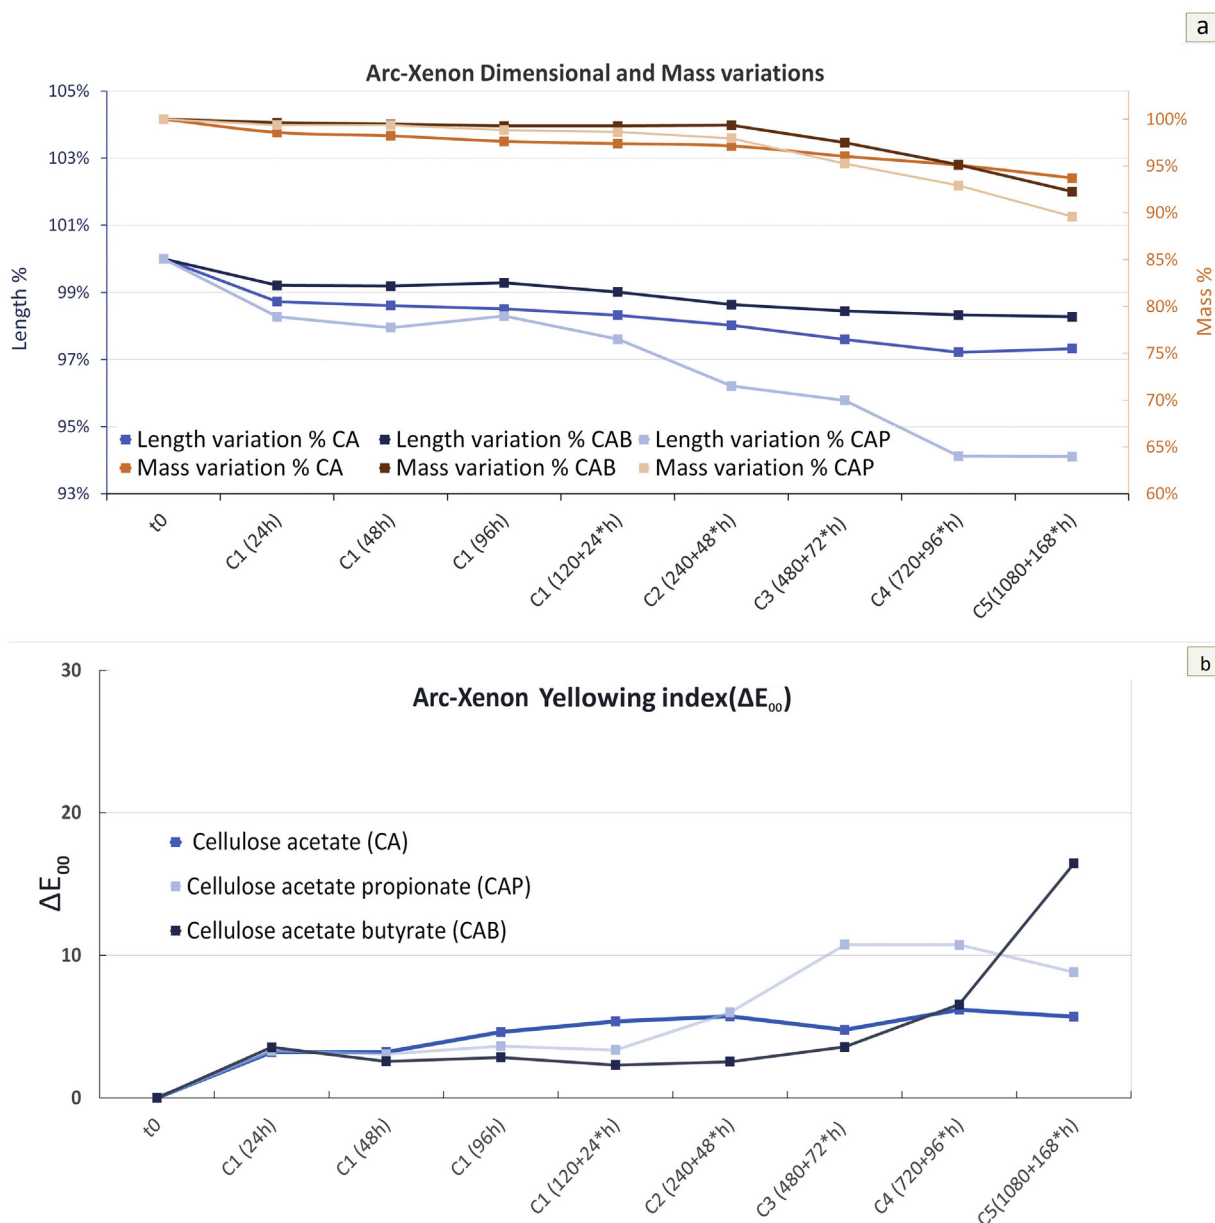 a
Arc-Xenon Dimensional and Mass variations
105%
103%
101%
99%
97%
95%
93%
Length %
100%
95%
90%
85%
80%
75%
70%
65%
60%
Mass %
Length variation % CA Length variation % CAB Length variation % CAP
Mass variation % CA Mass variation % CAB Mass variation % CAP
t0
C1 (24h)
C1 (48h)
C1 (96h)
C1 (120+24*h)
C2 (240+48*h)
C3 (480+72*h)
C4 (720+96*h)
C5(1080+168*h)
b
Arc-Xenon Yellowing index(ΔE₀₀)
30
20
10
0
ΔE₀₀
Cellulose acetate (CA)
Cellulose acetate propionate (CAP)
Cellulose acetate butyrate (CAB)
t0
C1 (24h)
C1 (48h)
C1 (96h)
C1 (120+24*h)
C2 (240+48*h)
C3 (480+72*h)
C4 (720+96*h)
C5(1080+168*h)